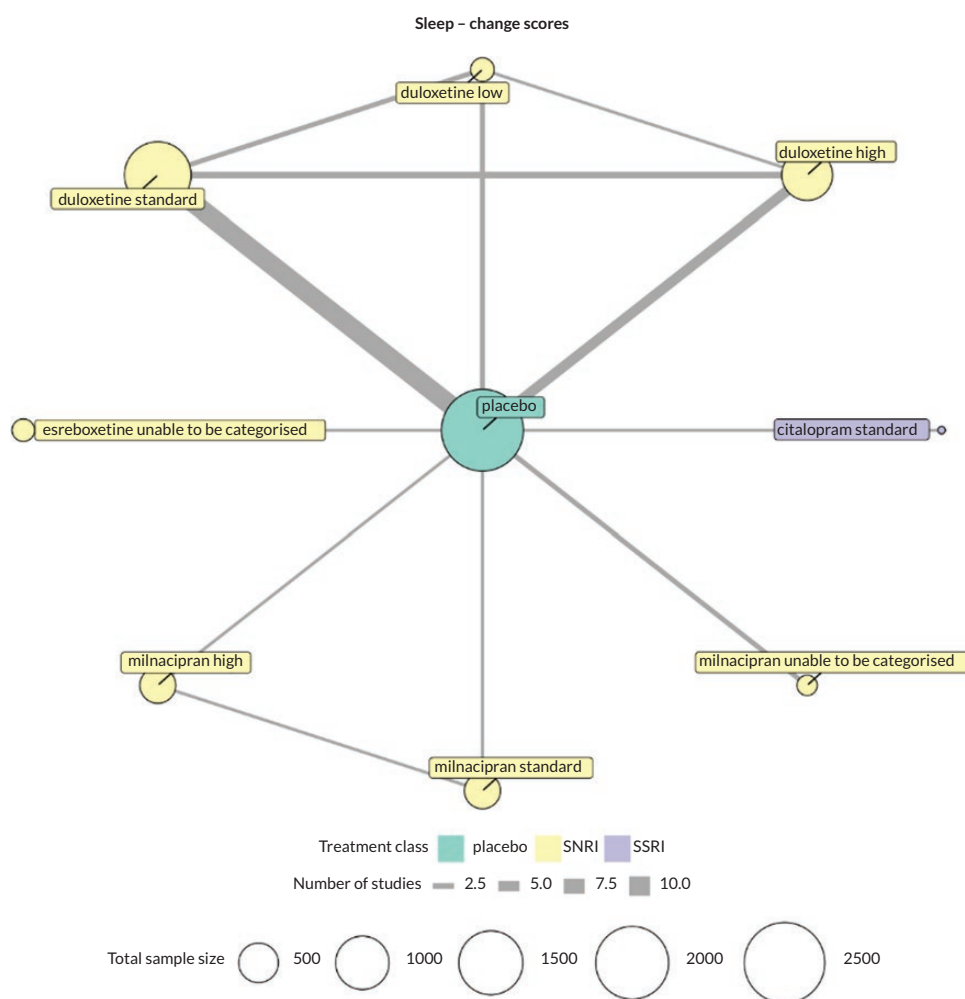 Sleep – change scores
duloxetine low
duloxetine high
duloxetine standard
placebo
esreboxetine unable to be categorised
citalopram standard
milnacipran high
milnacipran unable to be categorised
milnacipran standard
Treatment class placebo SNRI SSRI
Number of studies 2.5 5.0 7.5 10.0
Total sample size 500 1000 1500 2000 2500